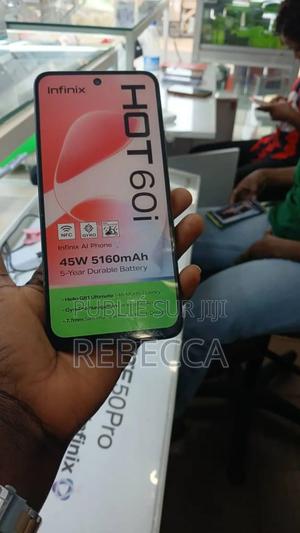 Infinix
HOT 60i
NFC
GYRO
Infinix AI Phone
45W 5160mAh
5-Year Durable Battery
PUBLIÉ SUR JIJI
REBECCA
50Pro
Infinix